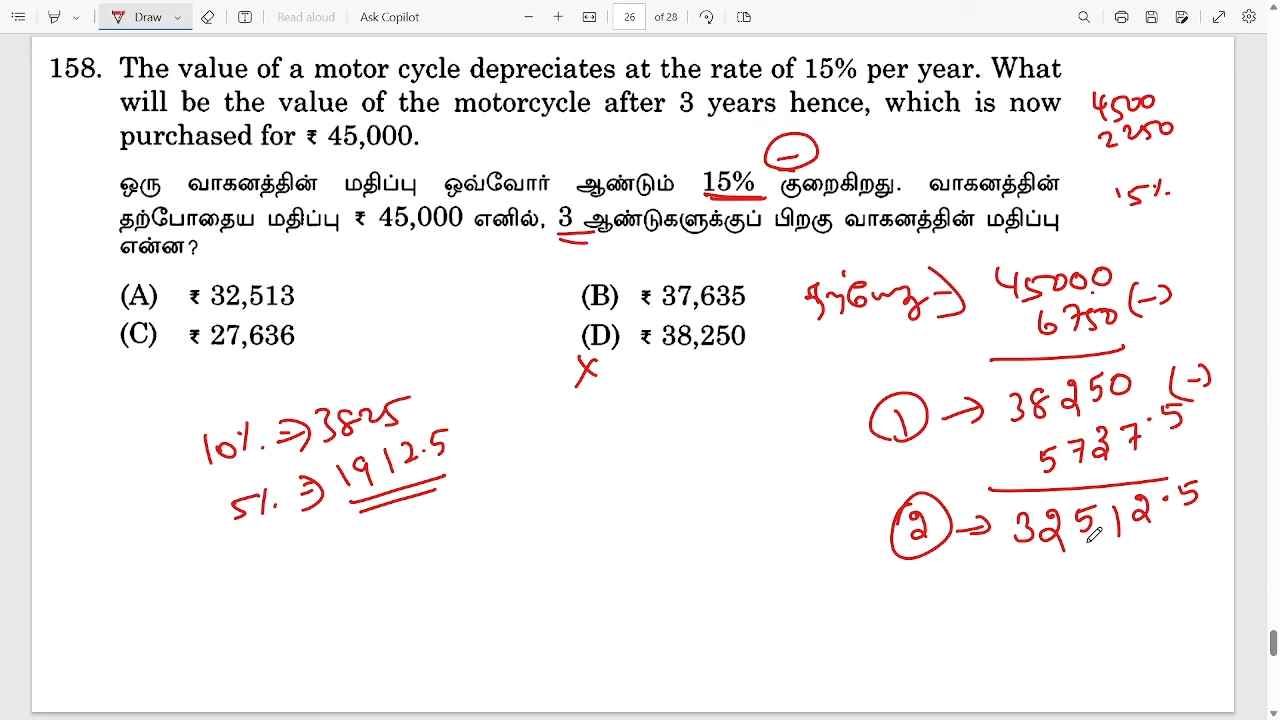 Draw
Read aloud
Ask Copilot
26 of 28
158. The value of a motor cycle depreciates at the rate of 15% per year. What
will be the value of the motorcycle after 3 years hence, which is now
purchased for ₹ 45,000.
ஒரு வாகனத்தின் மதிப்பு ஒவ்வோர் ஆண்டும் 15% குறைகிறது. வாகனத்தின்
தற்போதைய மதிப்பு ₹ 45,000 எனில், 3 ஆண்டுகளுக்குப் பிறகு வாகனத்தின் மதிப்பு
என்ன?
(A) ₹ 32,513 (B) ₹ 37,635
(C) ₹ 27,636 (D) ₹ 38,250
X
4500
2250
15%
45000.0
6750 (-)
1 → 38250 (-)
5737.5
2 → 32512.5
10% ⇒ 3825
5% ⇒ 1912.5